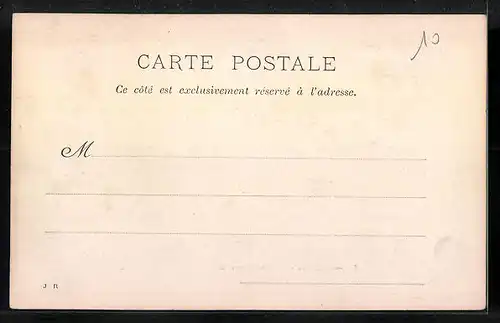 10
CARTE POSTALE
Ce côté est exclusivement réservé à l'adresse.
M
J B.